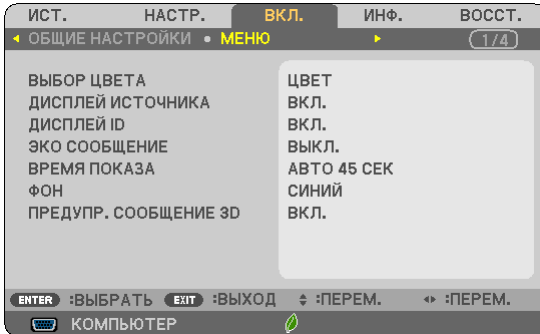 ИСТ. НАСТР. ВКЛ. ИНФ. ВОССТ.
ОБЩИЕ НАСТРОЙКИ • МЕНЮ 1/4
ВЫБОР ЦВЕТА ЦВЕТ
ДИСПЛЕЙ ИСТОЧНИКА ВКЛ.
ДИСПЛЕЙ ID ВКЛ.
ЭКО СООБЩЕНИЕ ВЫКЛ.
ВРЕМЯ ПОКАЗА АВТО 45 СЕК
ФОН СИНИЙ
ПРЕДУПР. СООБЩЕНИЕ 3D ВКЛ.
ENTER :ВЫБРАТЬ EXIT :ВЫХОД :ПЕРЕМ. :ПЕРЕМ.
КОМПЬЮТЕР